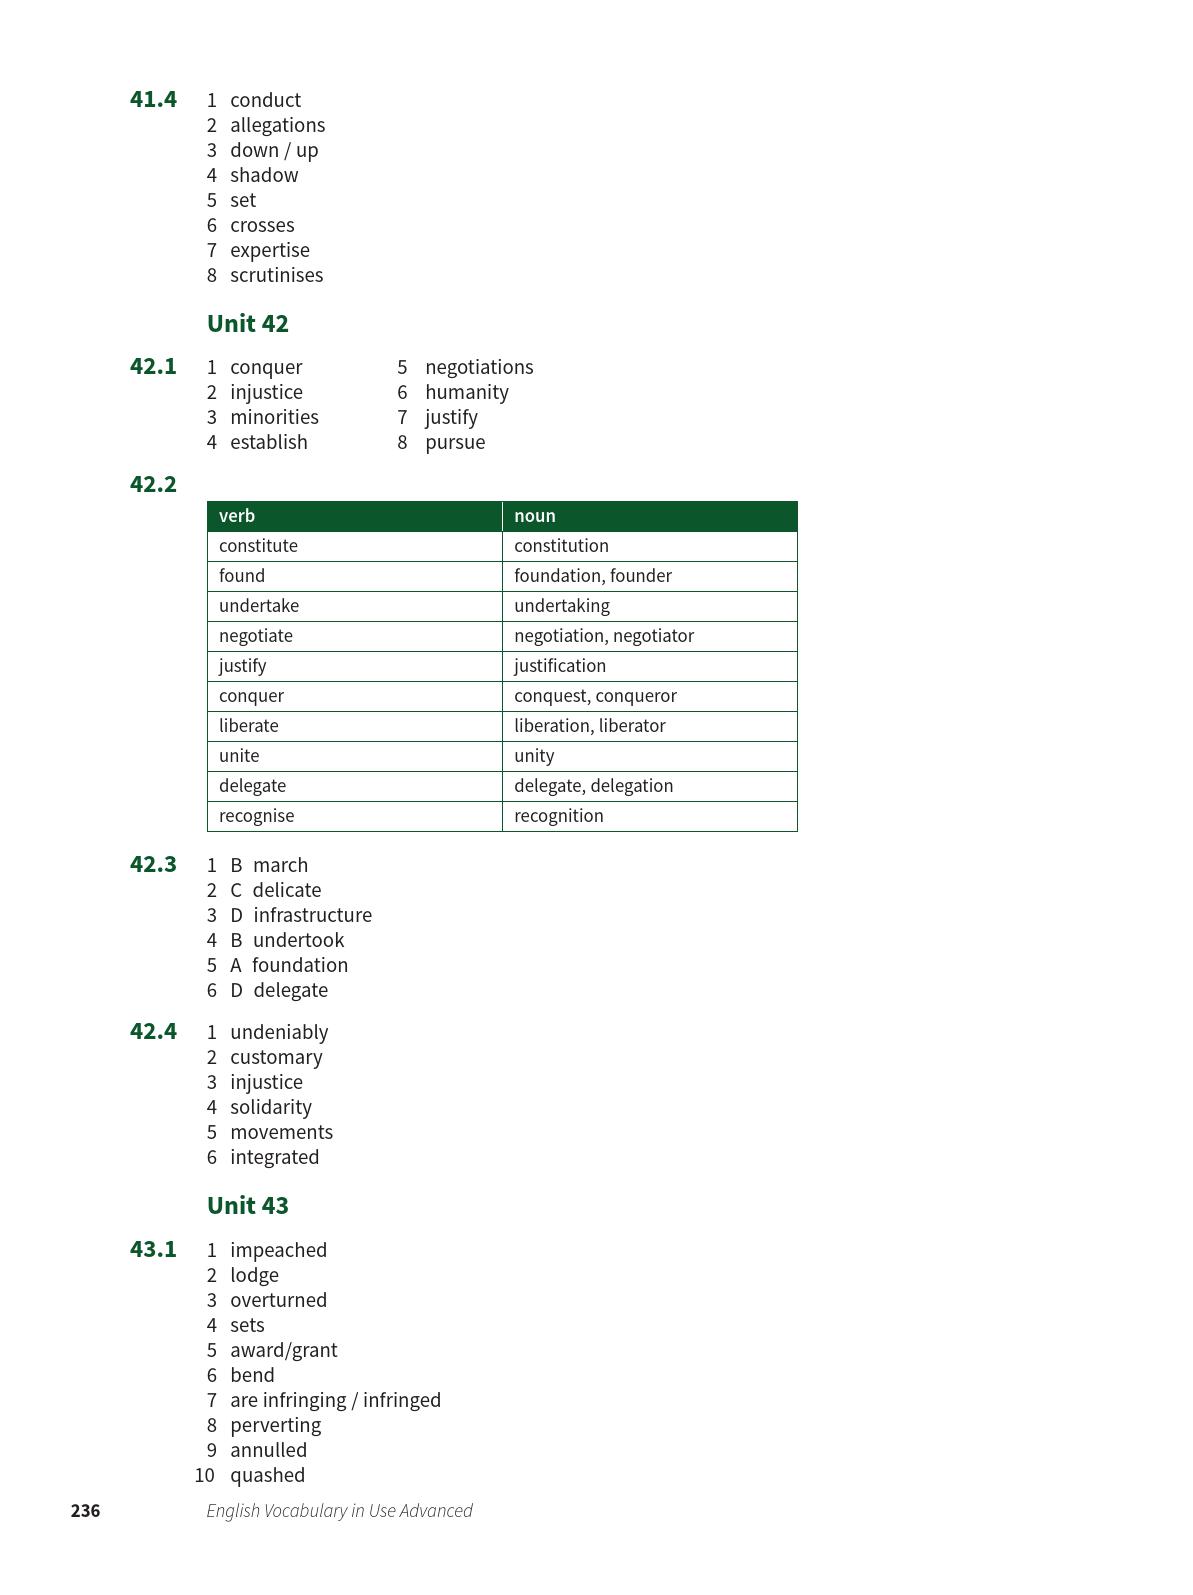 41.4 1 conduct
2 allegations
3 down / up
4 shadow
5 set
6 crosses
7 expertise
8 scrutinises
Unit 42
42.1 1 conquer 5 negotiations
2 injustice 6 humanity
3 minorities 7 justify
4 establish 8 pursue
42.2
verb noun
constitute constitution
found foundation, founder
undertake undertaking
negotiate negotiation, negotiator
justify justification
conquer conquest, conqueror
liberate liberation, liberator
unite unity
delegate delegate, delegation
recognise recognition
42.3 1 B march
2 C delicate
3 D infrastructure
4 B undertook
5 A foundation
6 D delegate
42.4 1 undeniably
2 customary
3 injustice
4 solidarity
5 movements
6 integrated
Unit 43
43.1 1 impeached
2 lodge
3 overturned
4 sets
5 award/grant
6 bend
7 are infringing / infringed
8 perverting
9 annulled
10 quashed
236 English Vocabulary in Use Advanced